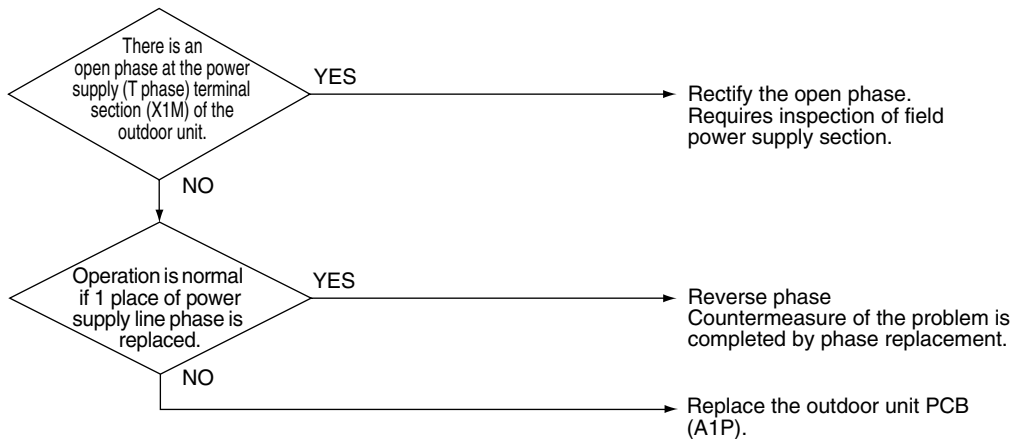 There is an
open phase at the power
supply (T phase) terminal
section (X1M) of the
outdoor unit.
YES
Rectify the open phase.
Requires inspection of field
power supply section.
NO
Operation is normal
if 1 place of power
supply line phase is
replaced.
YES
Reverse phase
Countermeasure of the problem is
completed by phase replacement.
NO
Replace the outdoor unit PCB
(A1P).